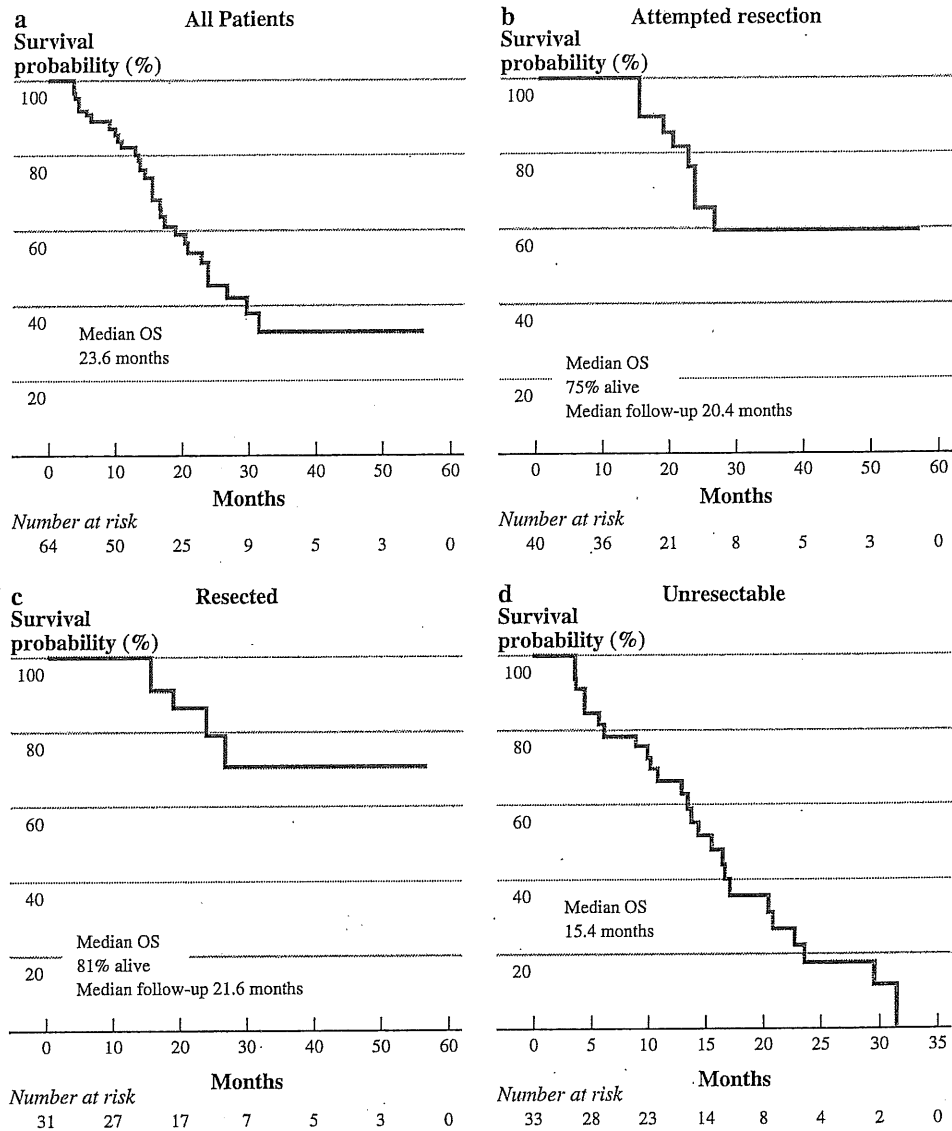 a
All Patients
Survival
probability (%)
100
80
60
40
20
Median OS
23.6 months
0 10 20 30 40 50 60
Months
Number at risk
64 50 25 9 5 3 0
b
Attempted resection
Survival
probability (%)
100
80
60
40
20
Median OS
75% alive
Median follow-up 20.4 months
0 10 20 30 40 50 60
Months
Number at risk
40 36 21 8 5 3 0
c
Resected
Survival
probability (%)
100
80
60
40
20
Median OS
81% alive
Median follow-up 21.6 months
0 10 20 30 40 50 60
Months
Number at risk
31 27 17 7 5 3 0
d
Unresectable
Survival
probability (%)
100
80
60
40
20
Median OS
15.4 months
0 5 10 15 20 25 30 35
Months
Number at risk
33 28 23 14 8 4 2 0